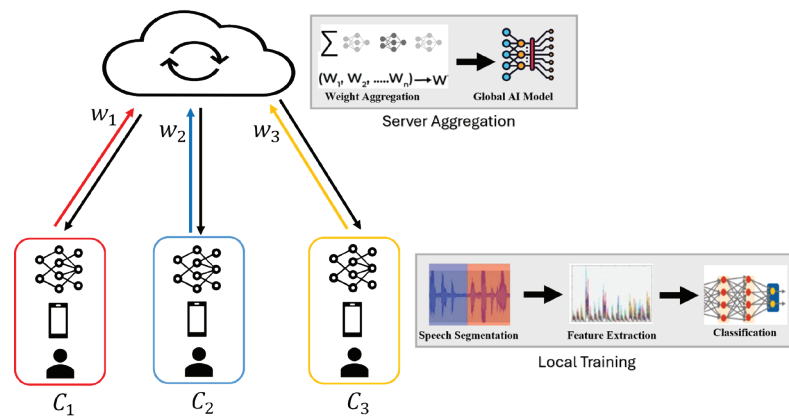 ∑
(W₁, W₂, .....Wₙ)→W
Weight Aggregation
Global AI Model
Server Aggregation
w₁
w₂
w₃
Speech Segmentation
Feature Extraction
Classification
Local Training
C₁
C₂
C₃